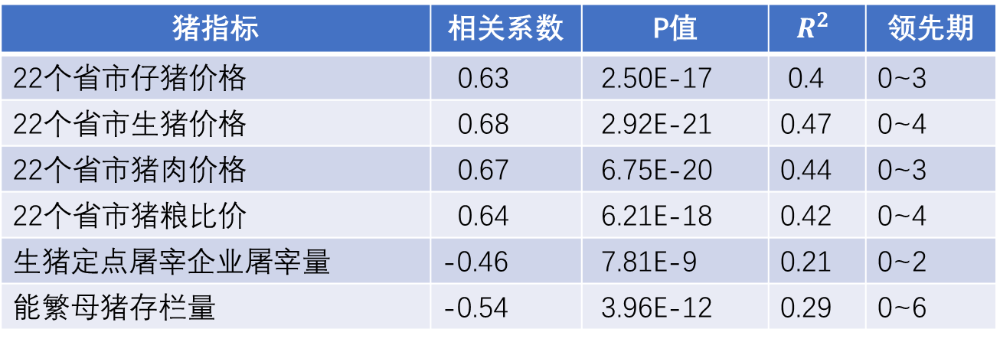 猪指标 相关系数 P值 R² 领先期
22个省市仔猪价格 0.63 2.50E-17 0.4 0~3
22个省市生猪价格 0.68 2.92E-21 0.47 0~4
22个省市猪肉价格 0.67 6.75E-20 0.44 0~3
22个省市猪粮比价 0.64 6.21E-18 0.42 0~4
生猪定点屠宰企业屠宰量 -0.46 7.81E-9 0.21 0~2
能繁母猪存栏量 -0.54 3.96E-12 0.29 0~6